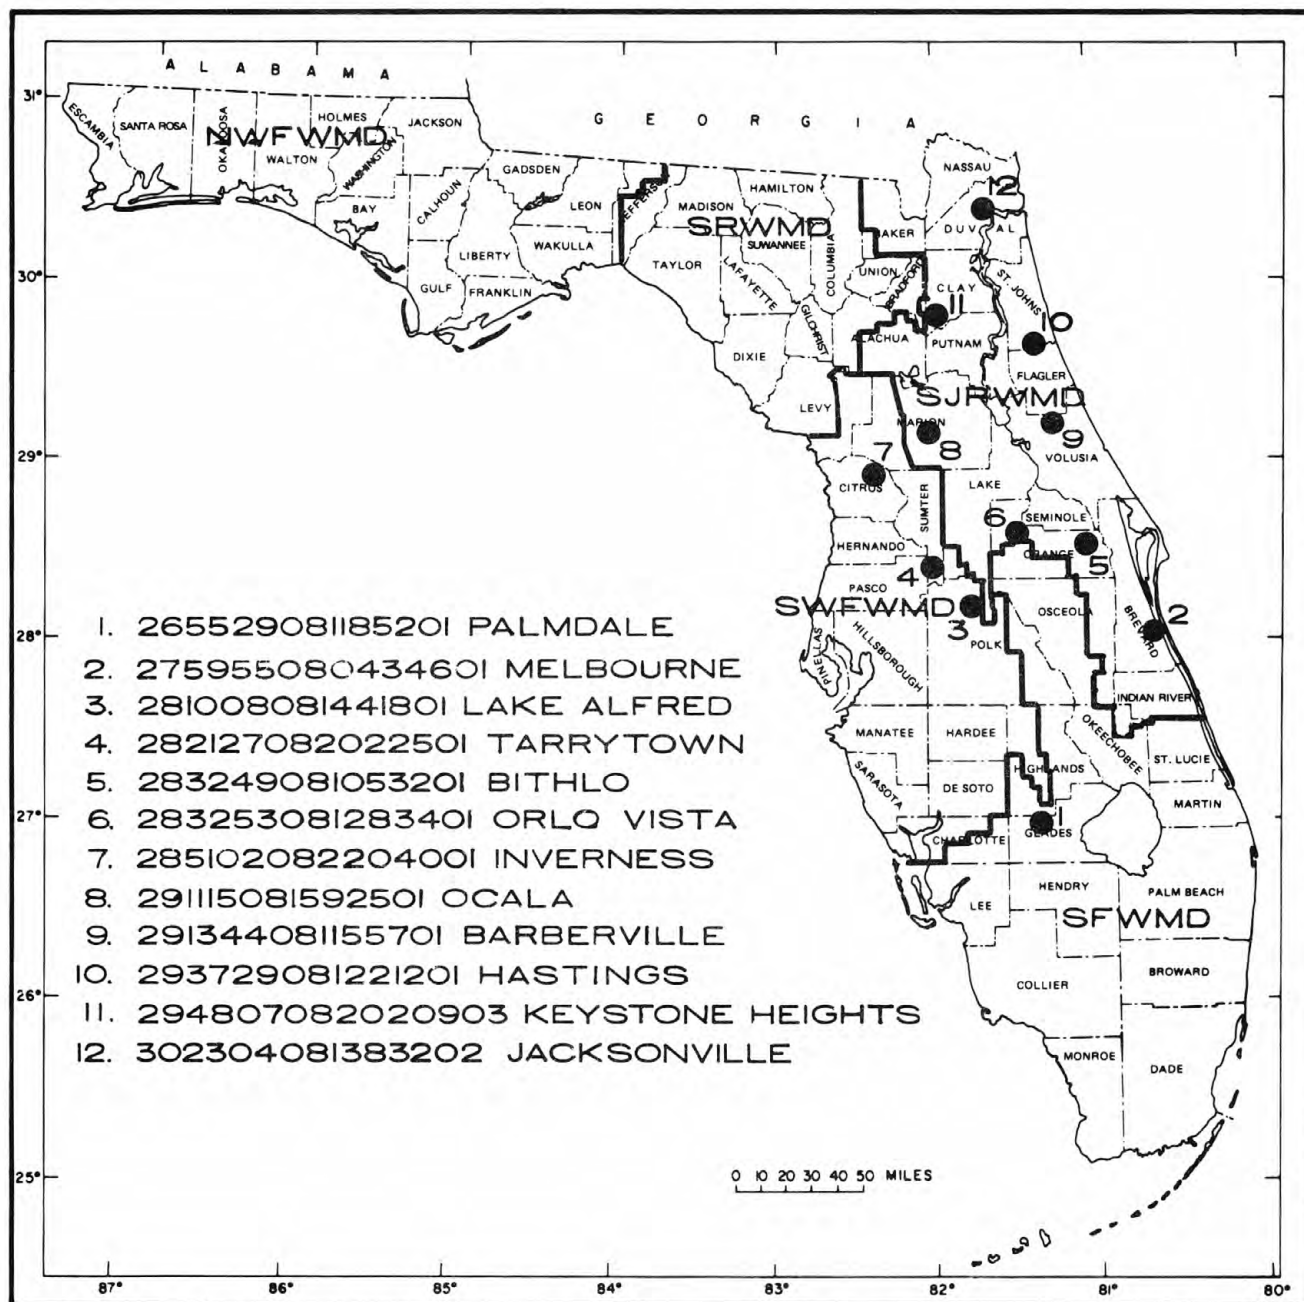 A L A B A M A
G E O R G I A
31°
30°
29°
28°
27°
26°
25°
87° 86° 85° 84° 83° 82° 81° 80°
ESCAMBIA
SANTA ROSA
OKALOOSA
NWFWMD
WALTON
HOLMES
WASHINGTON
JACKSON
BAY
CALHOUN
GULF
LIBERTY
FRANKLIN
GADSDEN
LEON
WAKULLA
JEFFERSON
MADISON
HAMILTON
SRWMD
SUWANNEE
TAYLOR
LAFAYETTE
COLUMBIA
BAKER
UNION
BRADFORD
GILCHRIST
DIXIE
LEVY
ALACHUA
NASSAU
12
DUVAL
CLAY
ST. JOHNS
11
10
PUTNAM
FLAGLER
SJRWMD
MARION
8
9
VOLUSIA
7
CITRUS
SUMTER
LAKE
6
SEMINOLE
ORANGE
5
HERNANDO
4
PASCO
SWFWMD
3
OSCEOLA
2
BREVARD
PINELLAS
HILLSBOROUGH
POLK
INDIAN RIVER
MANATEE
HARDEE
OKEECHOBEE
ST. LUCIE
SARASOTA
DE SOTO
HIGHLANDS
MARTIN
CHARLOTTE
1
GLADES
LEE
HENDRY
PALM BEACH
SFWMD
COLLIER
BROWARD
MONROE
DADE
1. 265529081185201 PALMDALE
2. 275955080434601 MELBOURNE
3. 281008081441801 LAKE ALFRED
4. 282127082022501 TARRYTOWN
5. 283249081053201 BITHLO
6. 283253081283401 ORLO VISTA
7. 285102082204001 INVERNESS
8. 291115081592501 OCALA
9. 291344081155701 BARBERVILLE
10. 293729081221201 HASTINGS
11. 294807082020903 KEYSTONE HEIGHTS
12. 302304081383202 JACKSONVILLE
0 10 20 30 40 50 MILES